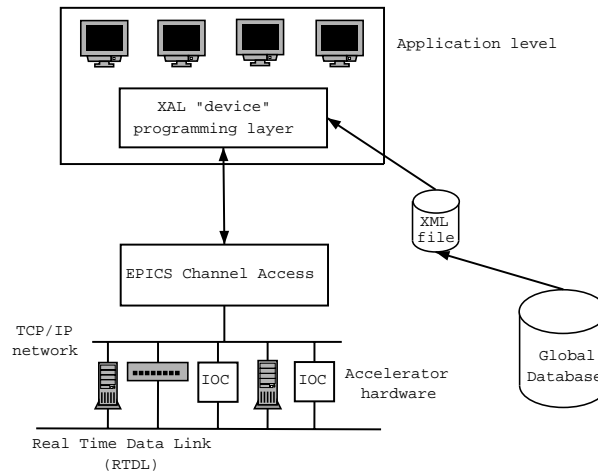 Application level
XAL "device"
programming layer
XML
file
EPICS Channel Access
Global
Database
TCP/IP
network
IOC
IOC
Accelerator
hardware
Real Time Data Link
(RTDL)